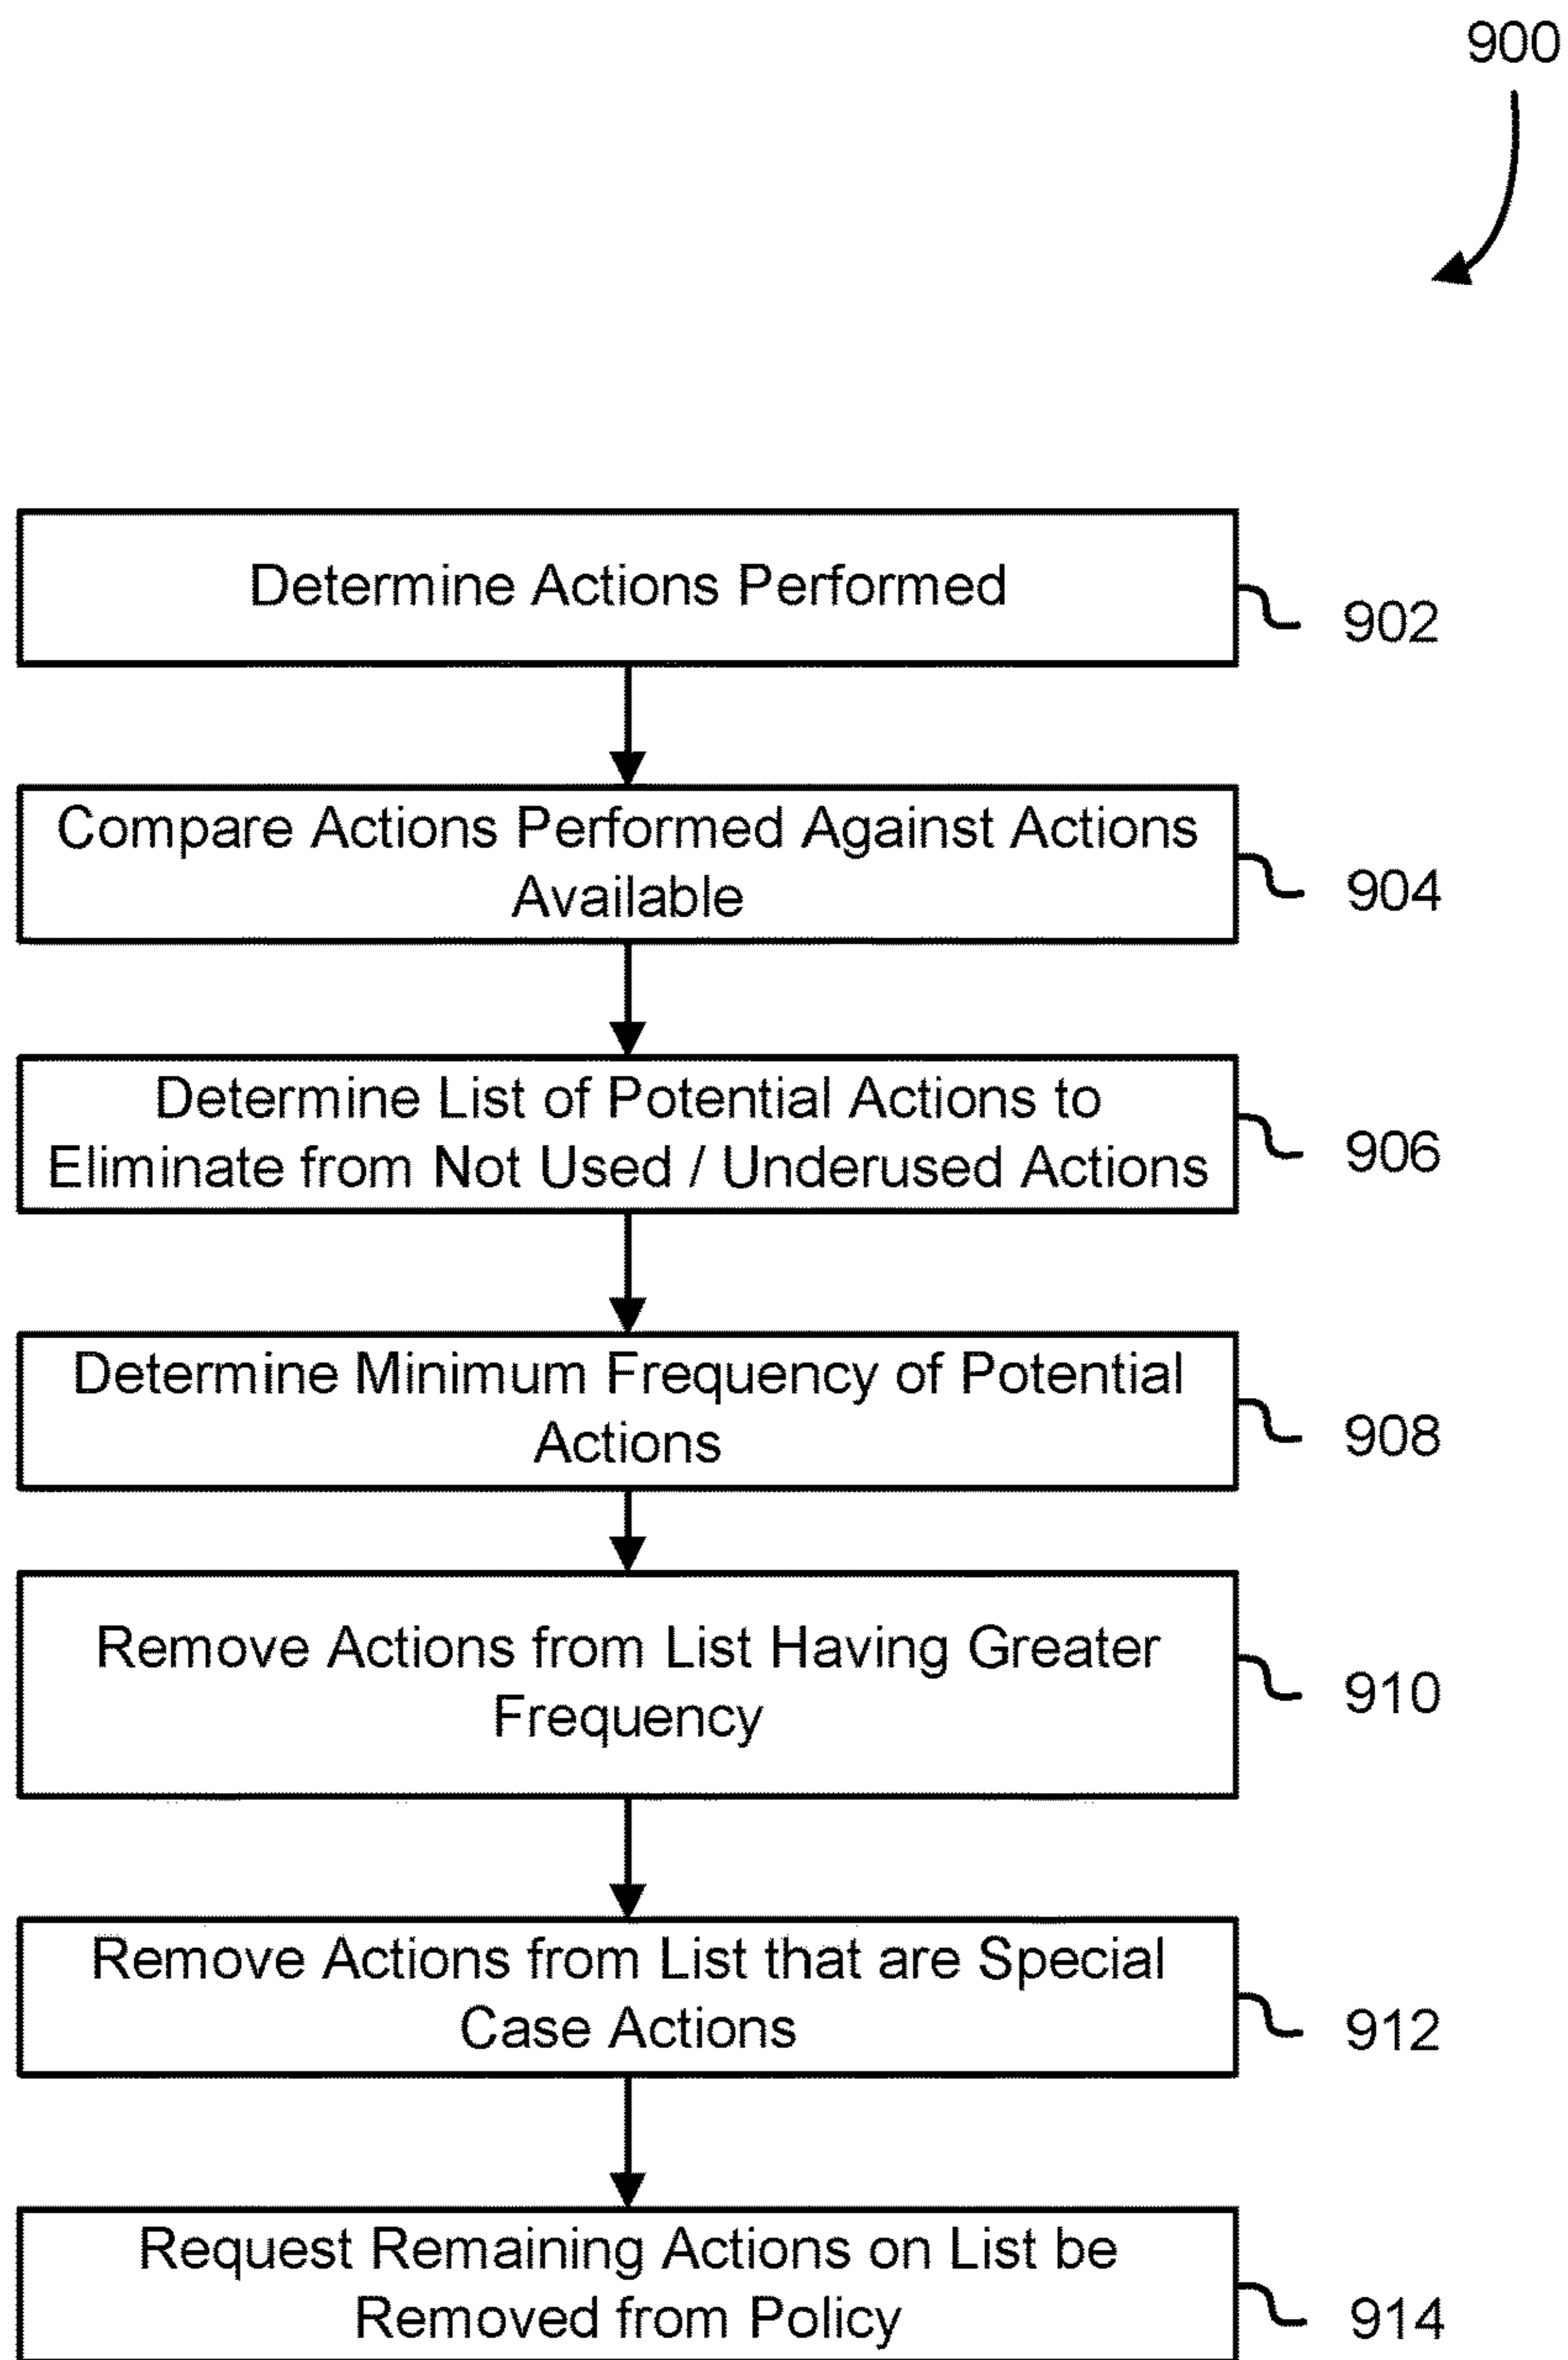 900
Determine Actions Performed
902
Compare Actions Performed Against Actions
Available
904
Determine List of Potential Actions to
Eliminate from Not Used / Underused Actions
906
Determine Minimum Frequency of Potential
Actions
908
Remove Actions from List Having Greater
Frequency
910
Remove Actions from List that are Special
Case Actions
912
Request Remaining Actions on List be
Removed from Policy
914